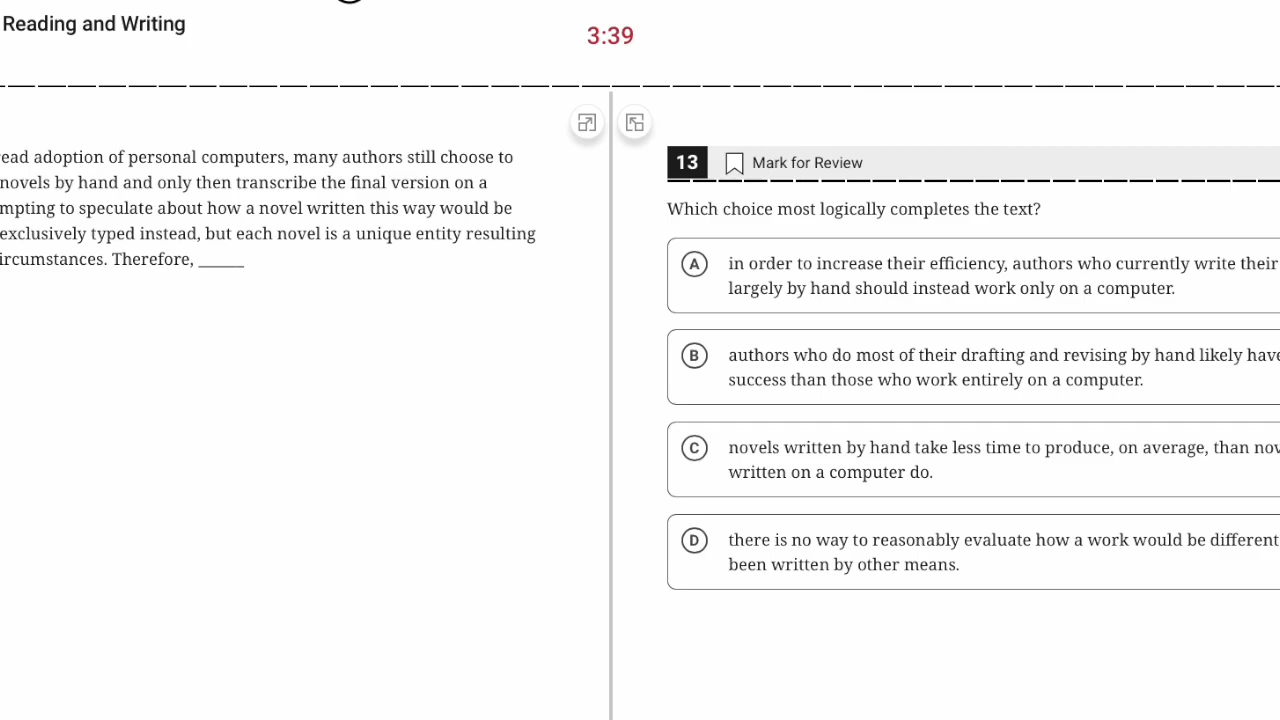 Reading and Writing
3:39
adoption of personal computers, many authors still choose to
novels by hand and only then transcribe the final version on a
to speculate about how a novel written this way would be
exclusively typed instead, but each novel is a unique entity resulting
Therefore, ______
13 Mark for Review
Which choice most logically completes the text?
A in order to increase their efficiency, authors who currently write their
largely by hand should instead work only on a computer.
B authors who do most of their drafting and revising by hand likely have
success than those who work entirely on a computer.
C novels written by hand take less time to produce, on average, than
written on a computer do.
D there is no way to reasonably evaluate how a work would be different
been written by other means.